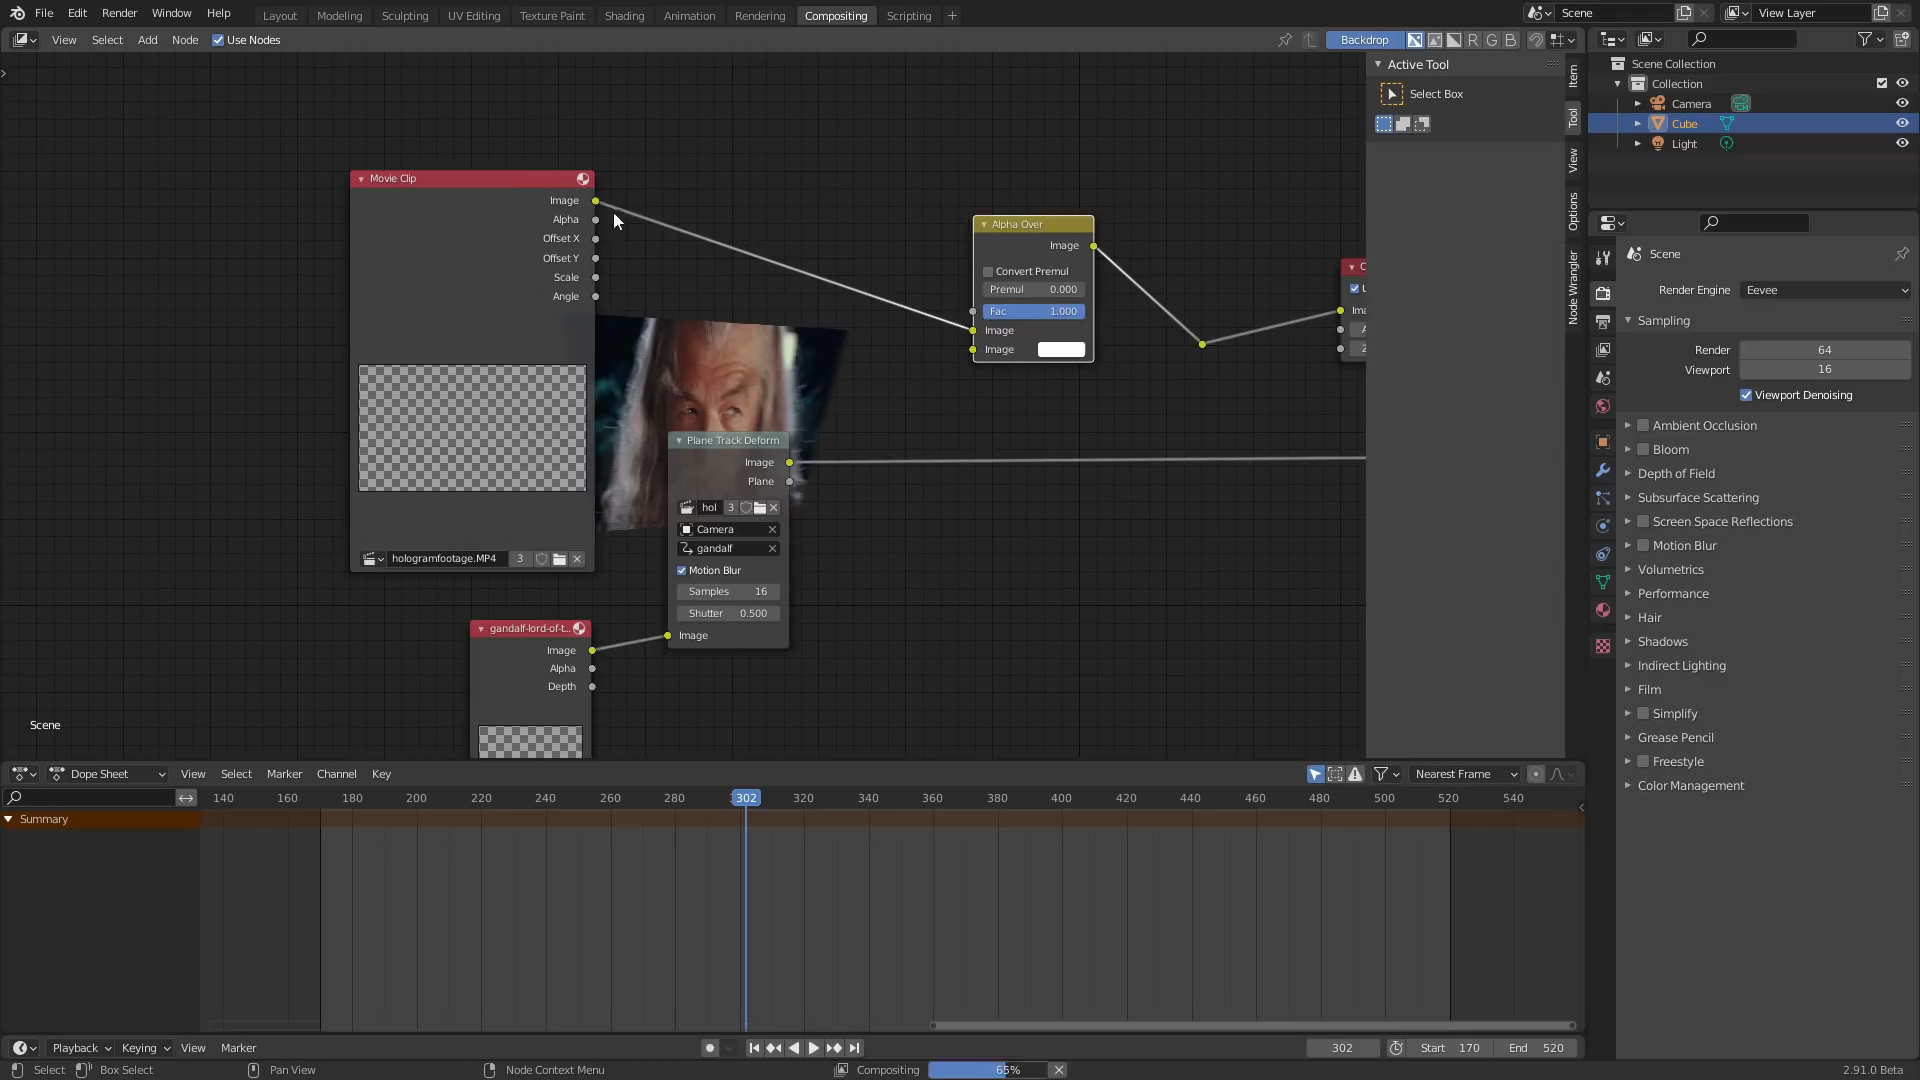 File Edit Render Window Help Layout Modeling Sculpting UV Editing Texture Paint Shading Animation Rendering Compositing Scripting + Scene View Layer
View Select Add Node Use Nodes Backdrop R G B
Active Tool
Select Box
Item
Tool
View
Options
Node Wrangler
Scene Collection
Collection
Camera
Cube
Light
Movie Clip
Image
Alpha
Offset X
Offset Y
Scale
Angle
hologramfootage.MP4 3
Alpha Over
Image
Convert Premul
Premul 0.000
Fac 1.000
Image
Image
Plane Track Deform
Image
Plane
hol 3
Camera
gandalf
Motion Blur
Samples 16
Shutter 0.500
Image
gandalf-lord-of-t...
Image
Alpha
Depth
Scene
Scene
Render Engine Eevee
Sampling
Render 64
Viewport 16
Viewport Denoising
Ambient Occlusion
Bloom
Depth of Field
Subsurface Scattering
Screen Space Reflections
Motion Blur
Volumetrics
Performance
Hair
Shadows
Indirect Lighting
Film
Simplify
Grease Pencil
Freestyle
Color Management
Dope Sheet View Select Marker Channel Key Nearest Frame
140 160 180 200 220 240 260 280 302 320 340 360 380 400 420 440 460 480 500 520 540
Summary
Playback Keying View Marker 302 Start 170 End 520
Select Box Select Pan View Node Context Menu Compositing 65% 2.91.0 Beta